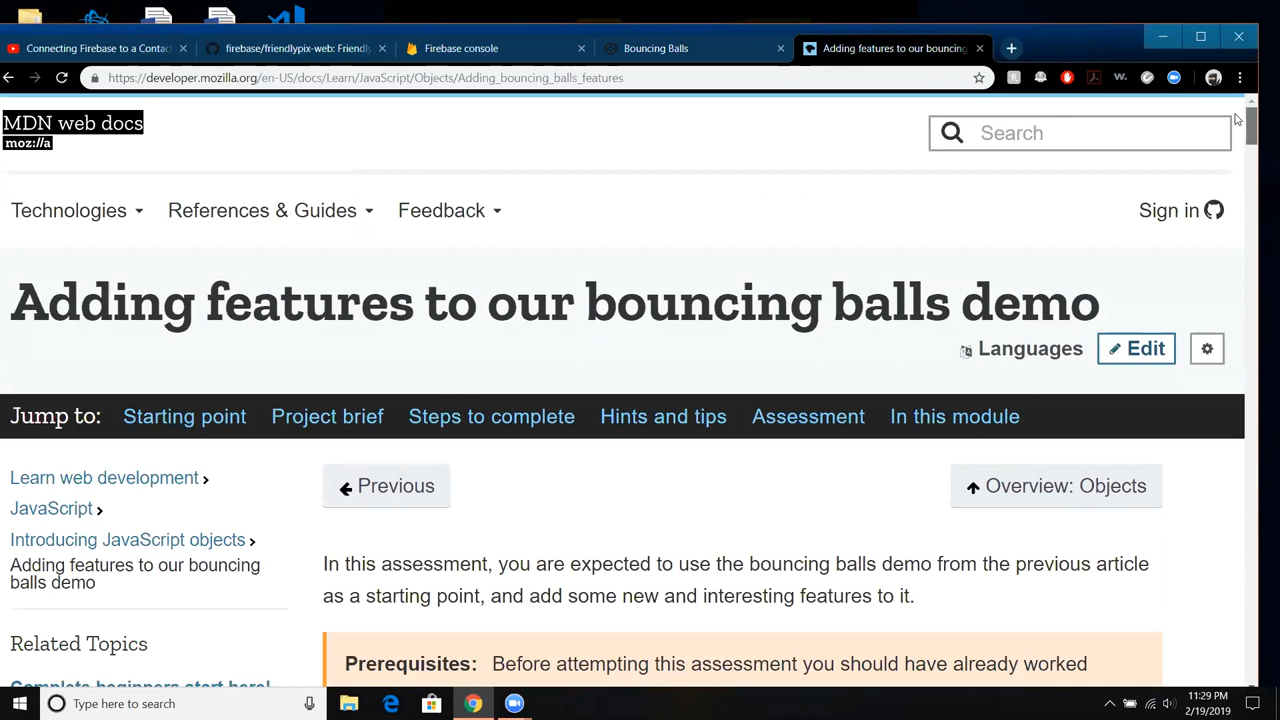 Connecting Firebase to a Contac
firebase/friendlypix-web: Friendly
Firebase console
Bouncing Balls
Adding features to our bouncing
https://developer.mozilla.org/en-US/docs/Learn/JavaScript/Objects/Adding_bouncing_balls_features
MDN web docs
moz://a
Search
Technologies
References & Guides
Feedback
Sign in
Adding features to our bouncing balls demo
Languages
Edit
Jump to: Starting point Project brief Steps to complete Hints and tips Assessment In this module
Learn web development
JavaScript
Introducing JavaScript objects
Adding features to our bouncing
balls demo
Related Topics
Complete beginners start here!
Previous
Overview: Objects
In this assessment, you are expected to use the bouncing balls demo from the previous article
as a starting point, and add some new and interesting features to it.
Prerequisites: Before attempting this assessment you should have already worked
Type here to search
11:29 PM
2/19/2019